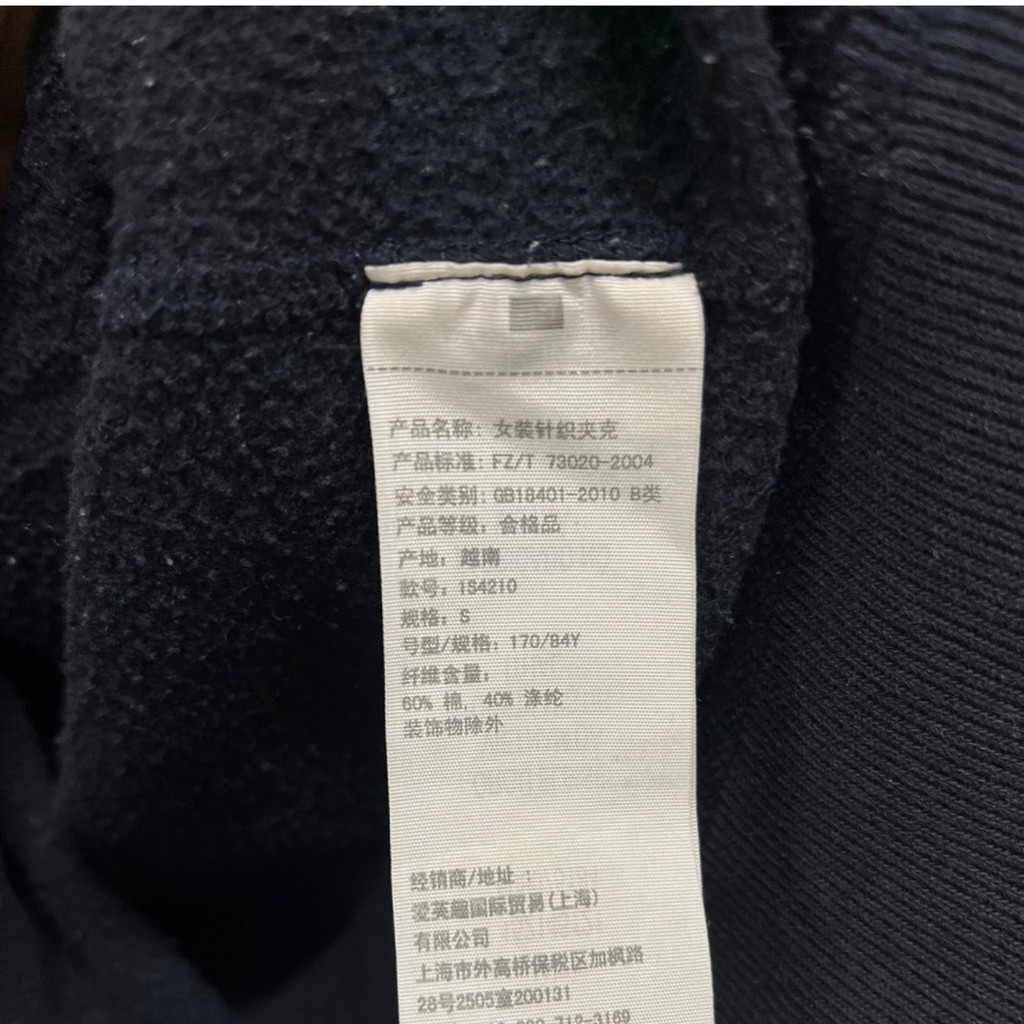 产品名称: 女装针织夹克
产品标准: FZ/T 73020-2004
安全类别: GB18401-2010 B类
产品等级: 合格品
产地: 越南
款号: IS4210
规格: S
号型/规格: 170/84Y
纤维含量:
60% 棉, 40% 涤纶
装饰物除外
经销商/地址 :
爱英趣国际贸易(上海)
有限公司
上海市外高桥保税区加枫路
28号2505室200131
712-3169